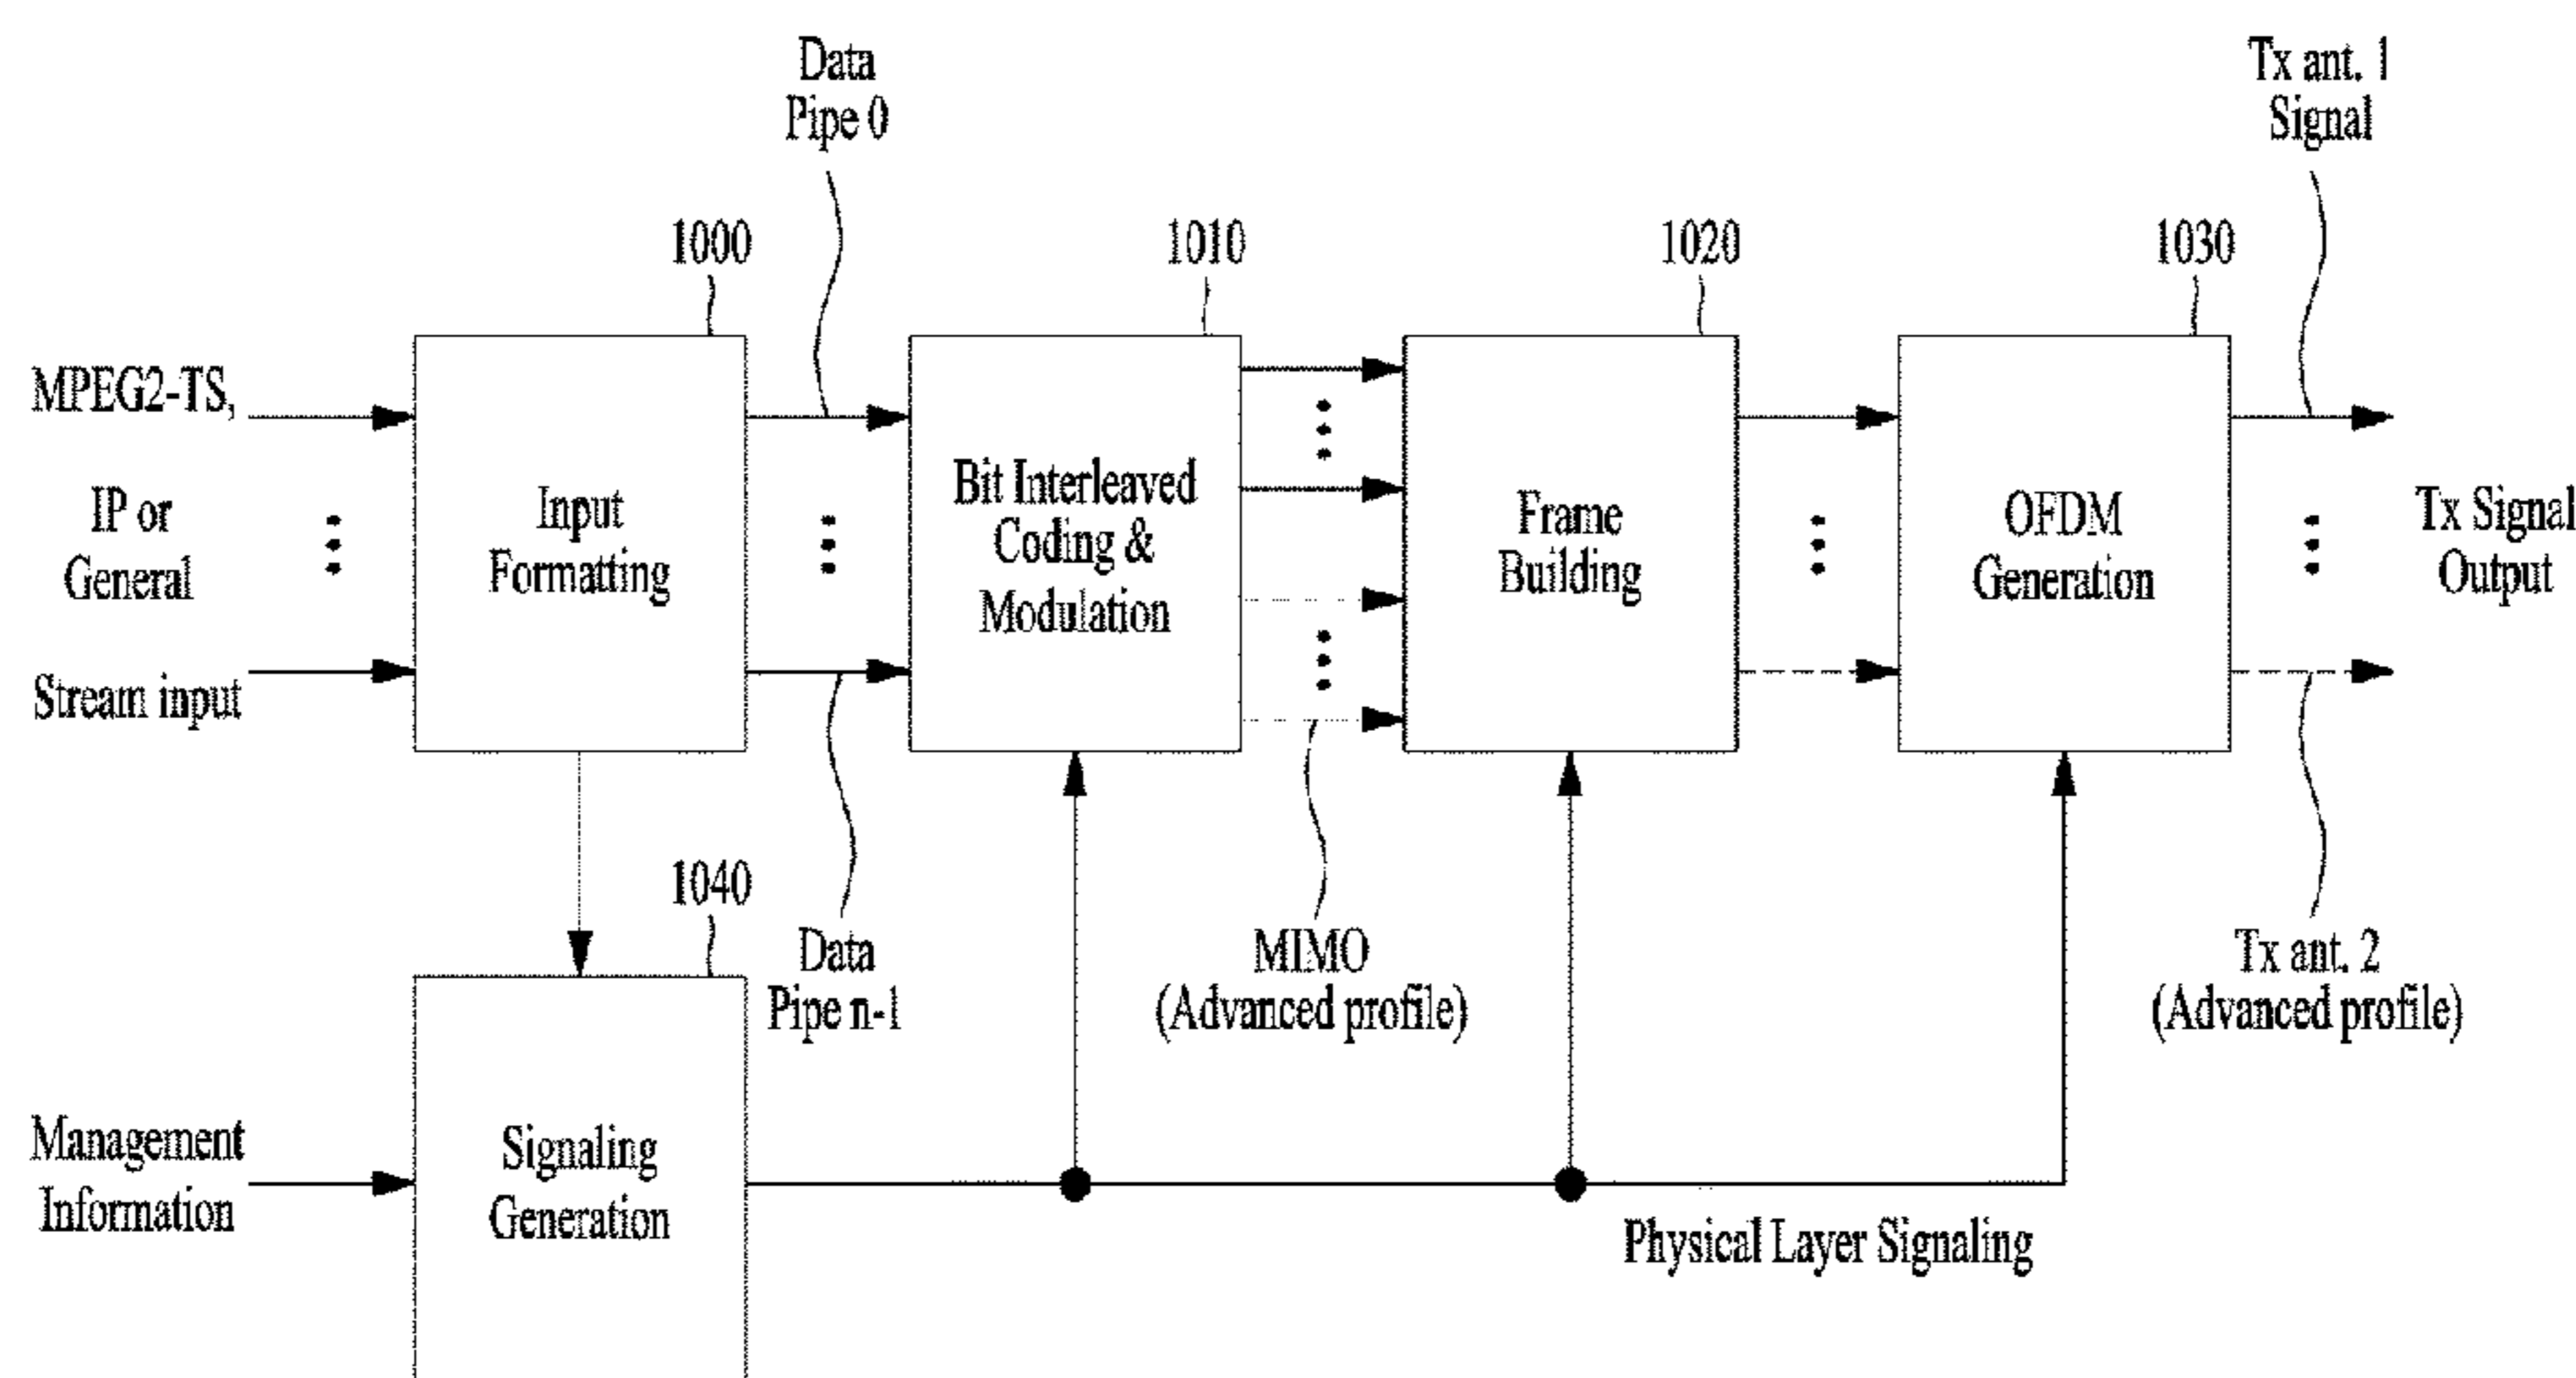 Data
Pipe 0
Tx ant. 1
Signal
1000
1010
1020
1030
MPEG2-TS,
IP or
General
Stream input
Input
Formatting
Bit Interleaved
Coding &
Modulation
Frame
Building
OFDM
Generation
Tx Signal
Output
1040
Data
Pipe n-1
MIMO
(Advanced profile)
Tx ant. 2
(Advanced profile)
Management
Information
Signaling
Generation
Physical Layer Signaling